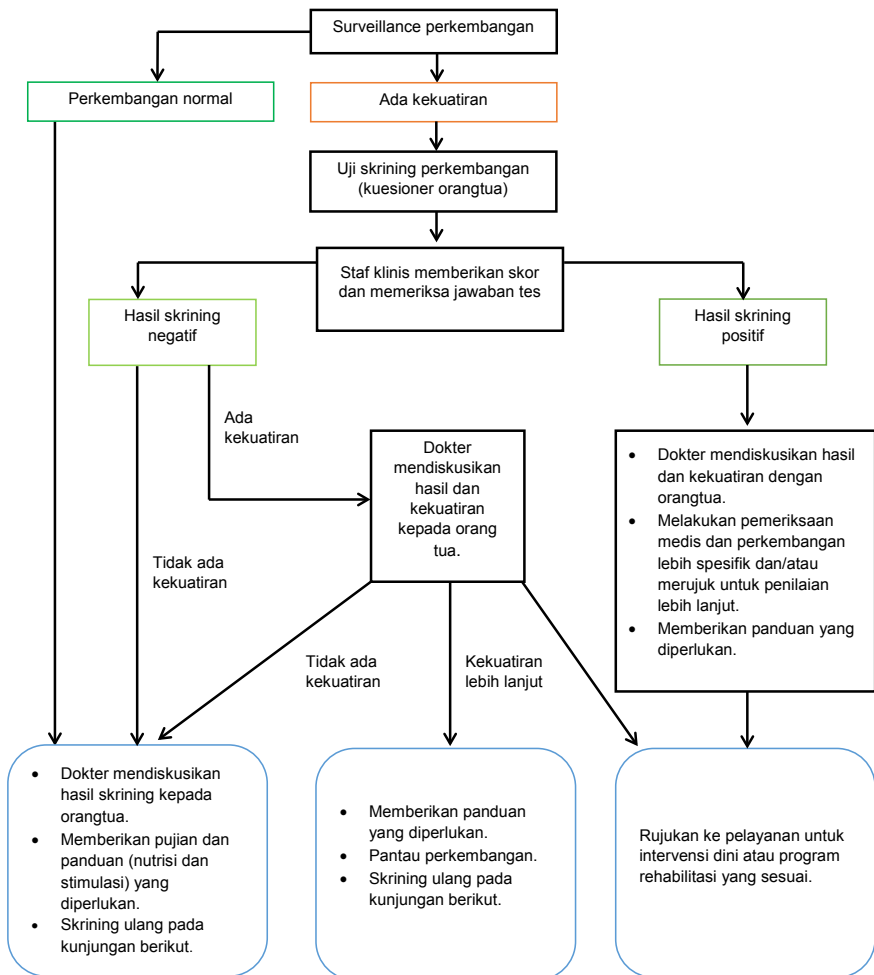 Surveillance perkembangan
Perkembangan normal
Ada kekuatiran
Uji skrining perkembangan
(kuesioner orangtua)
Staf klinis memberikan skor
dan memeriksa jawaban tes
Hasil skrining
negatif
Hasil skrining
positif
Ada
kekuatiran
Tidak ada
kekuatiran
Dokter
mendiskusikan
hasil dan
kekuatiran
kepada orang
tua.
• Dokter mendiskusikan hasil
dan kekuatiran dengan
orangtua.
• Melakukan pemeriksaan
medis dan perkembangan
lebih spesifik dan/atau
merujuk untuk penilaian
lebih lanjut.
• Memberikan panduan yang
diperlukan.
Tidak ada
kekuatiran
Kekuatiran
lebih lanjut
• Dokter mendiskusikan
hasil skrining kepada
orangtua.
• Memberikan pujian dan
panduan (nutrisi dan
stimulasi) yang
diperlukan.
• Skrining ulang pada
kunjungan berikut.
• Memberikan panduan
yang diperlukan.
• Pantau perkembangan.
• Skrining ulang pada
kunjungan berikut.
Rujukan ke pelayanan untuk
intervensi dini atau program
rehabilitasi yang sesuai.